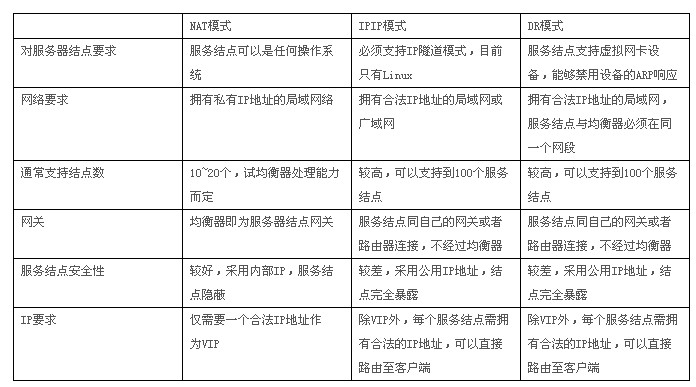 NAT模式 IPIP模式 DR模式
对服务器结点要求 服务结点可以是任何操作系 必须支持IP隧道模式,目前 服务结点支持虚拟网卡设
统 只有Linux 备,能够禁用设备的ARP响应
网络要求 拥有私有IP地址的局域网络 拥有合法IP地址的局域网或 拥有合法IP地址的局域网,
广域网 服务结点与均衡器必须在同
一个网段
通常支持结点数 10~20个,试均衡器处理能力 较高,可以支持到100个服务 较高,可以支持到100个服务
而定 结点 结点
网关 均衡器即为服务器结点网关 服务结点同自己的网关或者 服务结点同自己的网关或者
路由器连接,不经过均衡器 路由器连接,不经过均衡器
服务结点安全性 较好,采用内部IP,服务结 较差,采用公用IP地址,结 较差,采用公用IP地址,结
点隐蔽 点完全暴露 点完全暴露
IP要求 仅需要一个合法IP地址作 除VIP外,每个服务结点需拥 除VIP外,每个服务结点需拥
为VIP 有合法的IP地址,可以直接 有合法的IP地址,可以直接
路由至客户端 路由至客户端